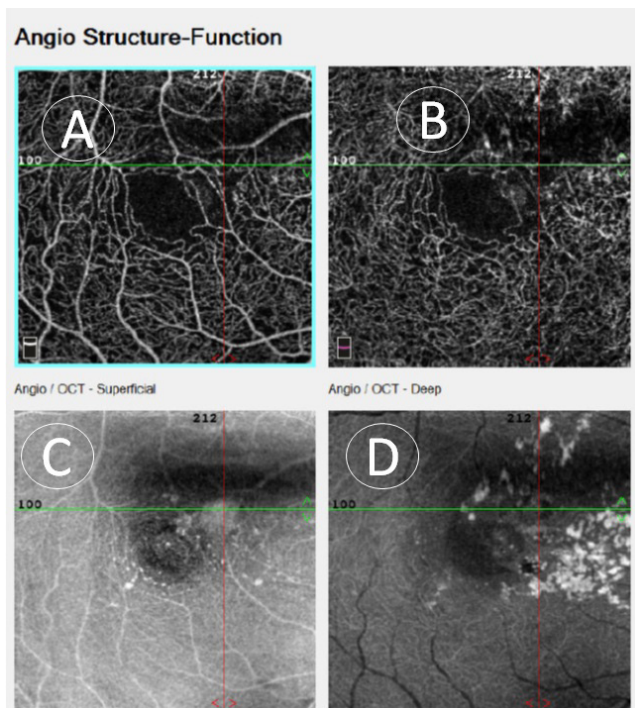 Angio Structure-Function
212 212
A B
100 100
Angio / OCT - Superficial Angio / OCT - Deep
212 212
C D
100 100